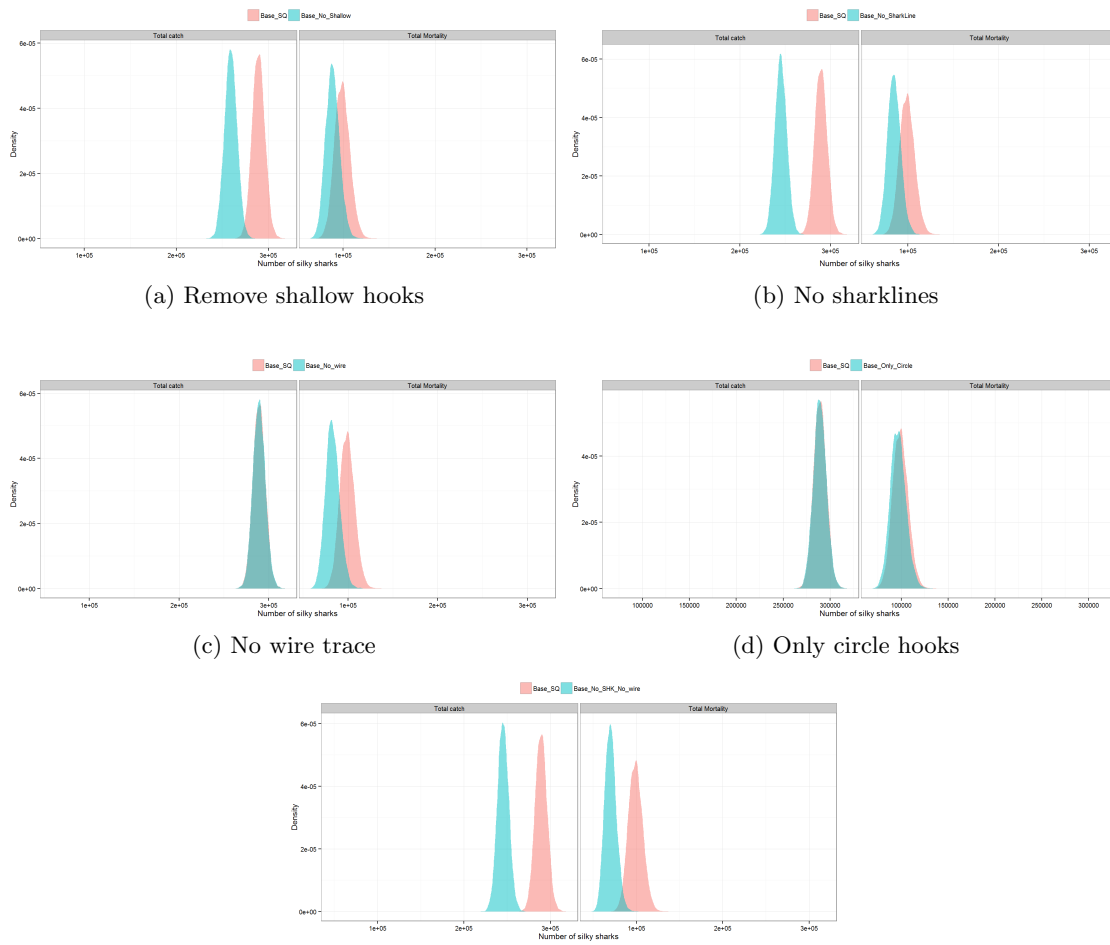 Base_SQ Base_No_Shallow
Total catch Total Mortality
6e-05
4e-05
2e-05
0e+00
Density
1e+05 2e+05 3e+05 1e+05 2e+05 3e+05
Number of silky sharks
(a) Remove shallow hooks
Base_SQ Base_No_SharkLine
Total catch Total Mortality
6e-05
4e-05
2e-05
0e+00
Density
1e+05 2e+05 3e+05 1e+05 2e+05 3e+05
Number of silky sharks
(b) No sharklines
Base_SQ Base_No_wire
Total catch Total Mortality
6e-05
4e-05
2e-05
0e+00
Density
1e+05 2e+05 3e+05 1e+05 2e+05 3e+05
Number of silky sharks
(c) No wire trace
Base_SQ Base_Only_Circle
Total catch Total Mortality
4e-05
2e-05
0e+00
Density
100000 150000 200000 250000 300000 100000 150000 200000 250000 300000
Number of silky sharks
(d) Only circle hooks
Base_SQ Base_No_SHK_No_wire
Total catch Total Mortality
6e-05
4e-05
2e-05
0e+00
Density
1e+05 2e+05 3e+05 1e+05 2e+05 3e+05
Number of silky sharks